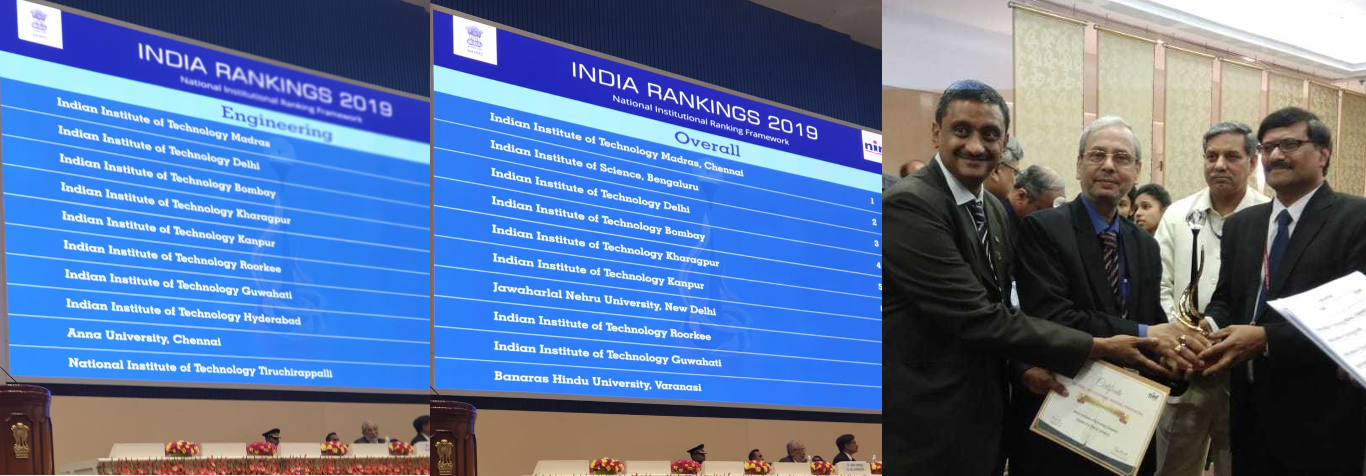 INDIA RANKINGS 2019
National Institutional Ranking Framework
Engineering
Indian Institute of Technology Madras
Indian Institute of Technology Delhi
Indian Institute of Technology Bombay
Indian Institute of Technology Kharagpur
Indian Institute of Technology Kanpur
Indian Institute of Technology Roorkee
Indian Institute of Technology Guwahati
Indian Institute of Technology Hyderabad
Anna University, Chennai
National Institute of Technology Tiruchirappalli
INDIA RANKINGS 2019
National Institutional Ranking Framework
Overall
Indian Institute of Technology Madras, Chennai 1
Indian Institute of Science, Bengaluru 2
Indian Institute of Technology Delhi 3
Indian Institute of Technology Bombay 4
Indian Institute of Technology Kharagpur 5
Indian Institute of Technology Kanpur
Jawaharlal Nehru University, New Delhi
Indian Institute of Technology Roorkee
Indian Institute of Technology Guwahati
Banaras Hindu University, Varanasi
Certificate